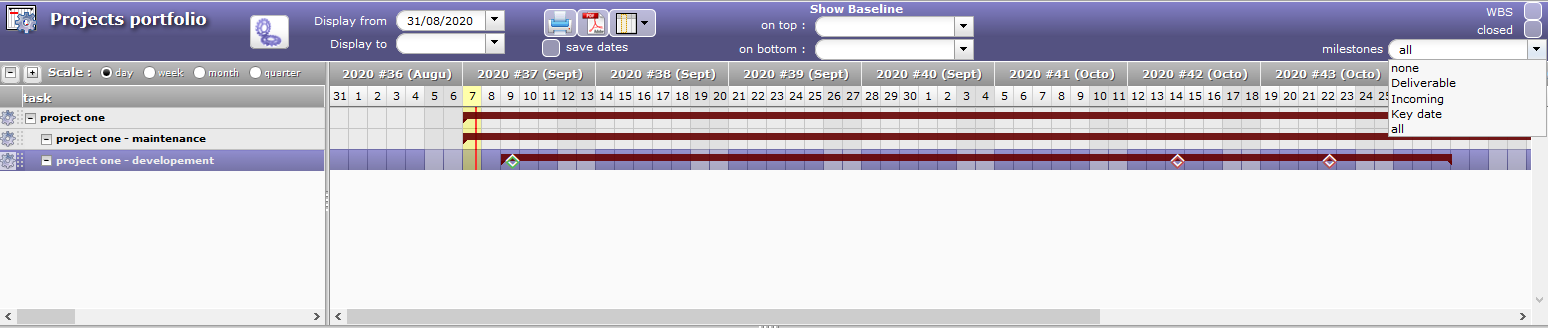 Projects portfolio
Display from 31/08/2020
Display to
PDF
save dates
Show Baseline
on top :
on bottom :
WBS
closed
milestones all
none
Deliverable
Incoming
Key date
all
Scale : day week month quarter
2020 #36 (Augu) 2020 #37 (Sept) 2020 #38 (Sept) 2020 #39 (Sept) 2020 #40 (Sept) 2020 #41 (Octo) 2020 #42 (Octo) 2020 #43 (Octo)
task
31 1 2 3 4 5 6 7 8 9 10 11 12 13 14 15 16 17 18 19 20 21 22 23 24 25 26 27 28 29 30 1 2 3 4 5 6 7 8 9 10 11 12 13 14 15 16 17 18 19 20 21 22 23 24 25
project one
project one - maintenance
project one - developement